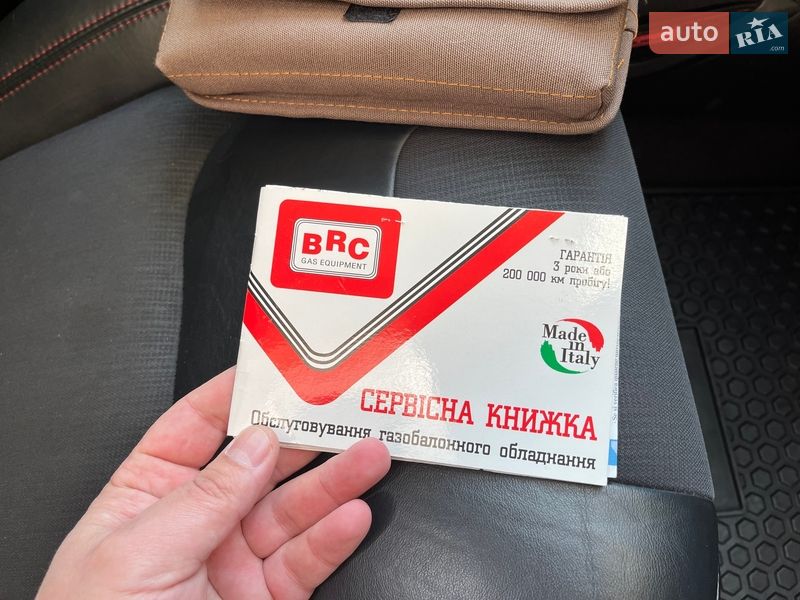 auto RIA
.com
BRC
GAS EQUIPMENT
ГАРАНТІЯ
3 роки або
200 000 км пробігу!
Made
in
Italy
СЕРВІСНА КНИЖКА
Обслуговування газобалонного обладнання